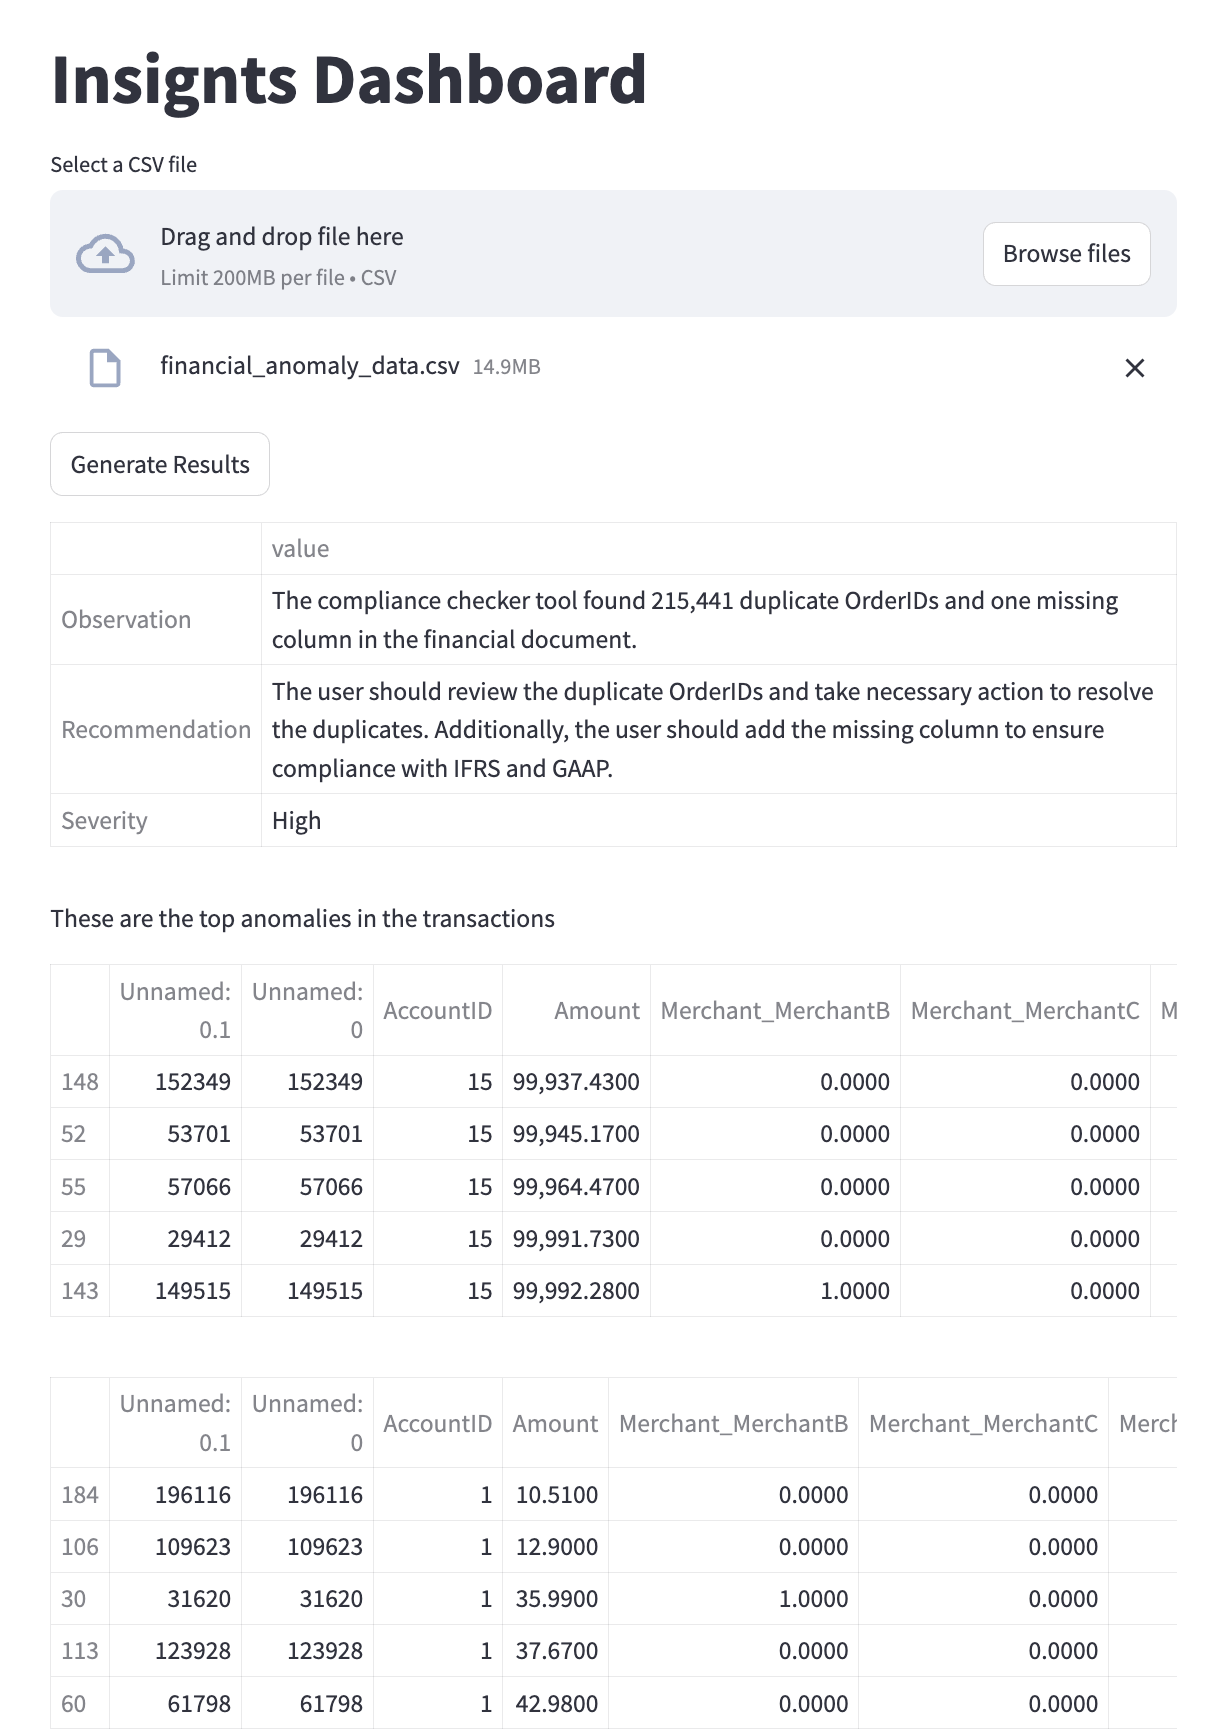 Insignts Dashboard
Select a CSV file
Drag and drop file here
Limit 200MB per file • CSV
Browse files
financial_anomaly_data.csv 14.9MB
Generate Results
value
Observation
The compliance checker tool found 215,441 duplicate OrderIDs and one missing
column in the financial document.
Recommendation
The user should review the duplicate OrderIDs and take necessary action to resolve
the duplicates. Additionally, the user should add the missing column to ensure
compliance with IFRS and GAAP.
Severity High
These are the top anomalies in the transactions
Unnamed: 0.1 Unnamed: 0 AccountID Amount Merchant_MerchantB Merchant_MerchantC M
148 152349 152349 15 99,937.4300 0.0000 0.0000
52 53701 53701 15 99,945.1700 0.0000 0.0000
55 57066 57066 15 99,964.4700 0.0000 0.0000
29 29412 29412 15 99,991.7300 0.0000 0.0000
143 149515 149515 15 99,992.2800 1.0000 0.0000
Unnamed: 0.1 Unnamed: 0 AccountID Amount Merchant_MerchantB Merchant_MerchantC Merch
184 196116 196116 1 10.5100 0.0000 0.0000
106 109623 109623 1 12.9000 0.0000 0.0000
30 31620 31620 1 35.9900 1.0000 0.0000
113 123928 123928 1 37.6700 0.0000 0.0000
60 61798 61798 1 42.9800 0.0000 0.0000